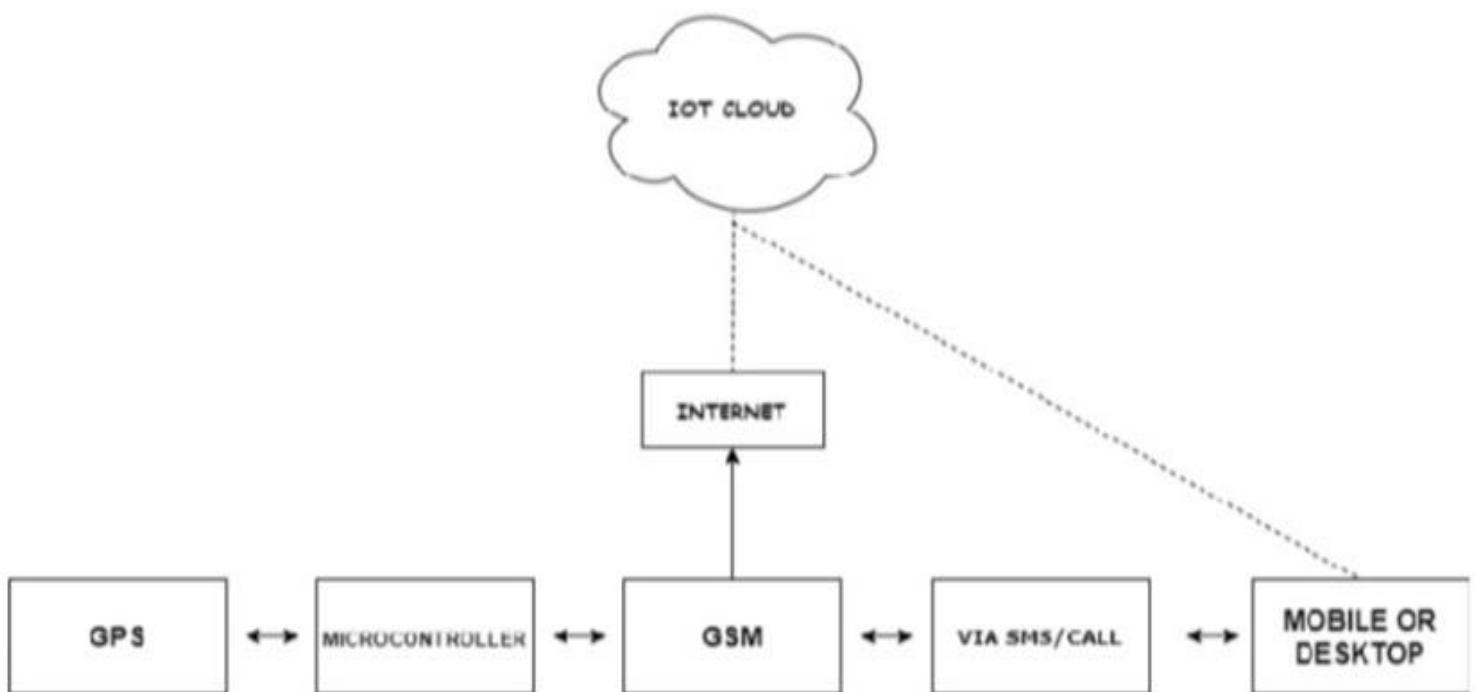 IOT CLOUD
INTERNET
GPS
MICROCONTROLLER
GSM
VIA SMS/CALL
MOBILE OR
DESKTOP